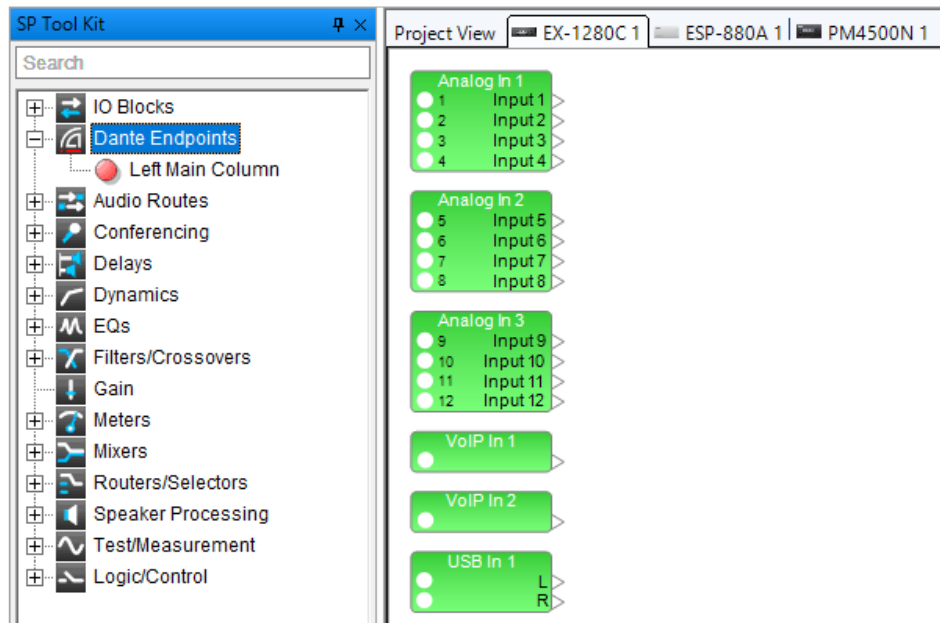 SP Tool Kit
Search
IO Blocks
Dante Endpoints
Left Main Column
Audio Routes
Conferencing
Delays
Dynamics
EQs
Filters/Crossovers
Gain
Meters
Mixers
Routers/Selectors
Speaker Processing
Test/Measurement
Logic/Control
Project View EX-1280C 1 ESP-880A 1 PM4500N 1
Analog In 1
1 Input 1
2 Input 2
3 Input 3
4 Input 4
Analog In 2
5 Input 5
6 Input 6
7 Input 7
8 Input 8
Analog In 3
9 Input 9
10 Input 10
11 Input 11
12 Input 12
VoIP In 1
VoIP In 2
USB In 1
L
R